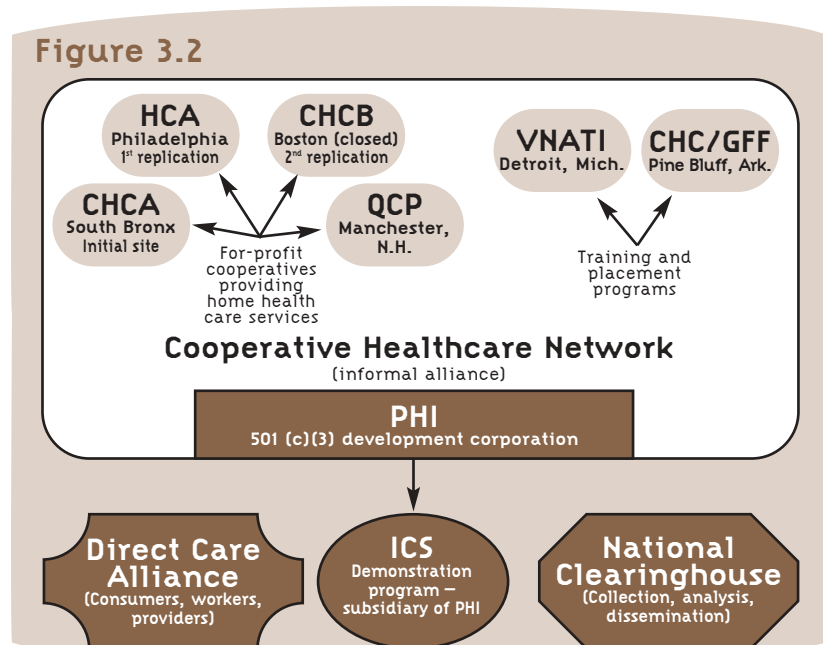 Figure 3.2
HCA
Philadelphia
1st replication
CHCB
Boston (closed)
2nd replication
VNATI
Detroit, Mich.
CHC/GFF
Pine Bluff, Ark.
CHCA
South Bronx
Initial site
QCP
Manchester,
N.H.
For-profit
cooperatives
providing
home health
care services
Training and
placement
programs
Cooperative Healthcare Network
(informal alliance)
PHI
501 (c)(3) development corporation
Direct Care
Alliance
(Consumers, workers,
providers)
ICS
Demonstration
program –
subsidiary of PHI
National
Clearinghouse
(Collection, analysis,
dissemination)